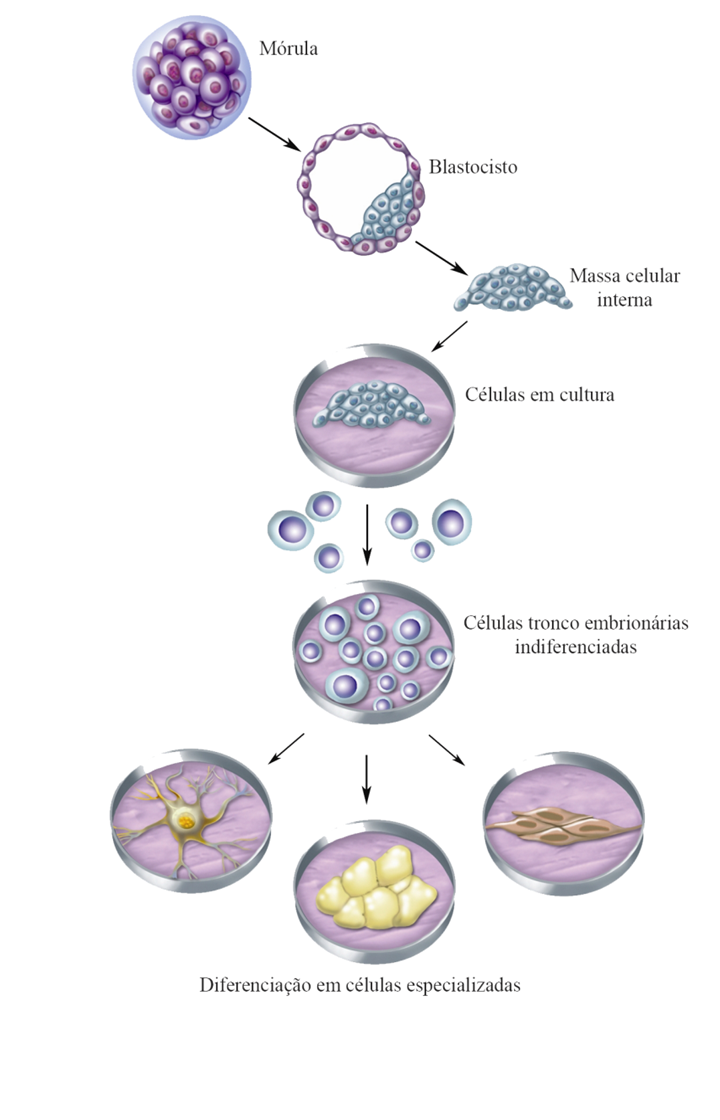 Mórula
Blastocisto
Massa celular
interna
Células em cultura
Células tronco embrionárias
indiferenciadas
Diferenciação em células especializadas